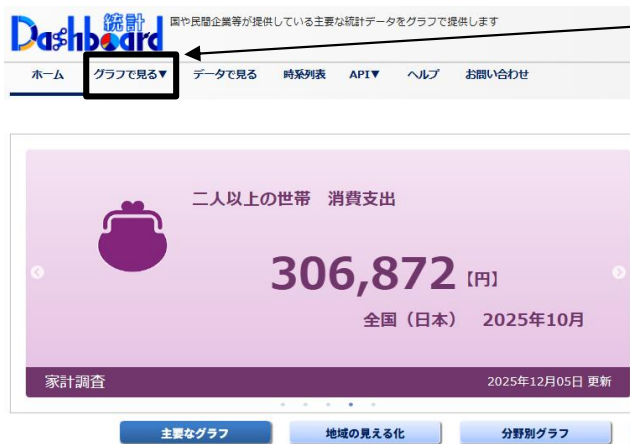 統計
Dashboard
国や民間企業等が提供している主要な統計データをグラフで提供します
ホーム グラフで見る▼ データで見る 時系列表 API▼ ヘルプ お問い合わせ
二人以上の世帯 消費支出
306,872【円】
全国（日本） 2025年10月
家計調査 2025年12月05日 更新
主要なグラフ 地域の見える化 分野別グラフ